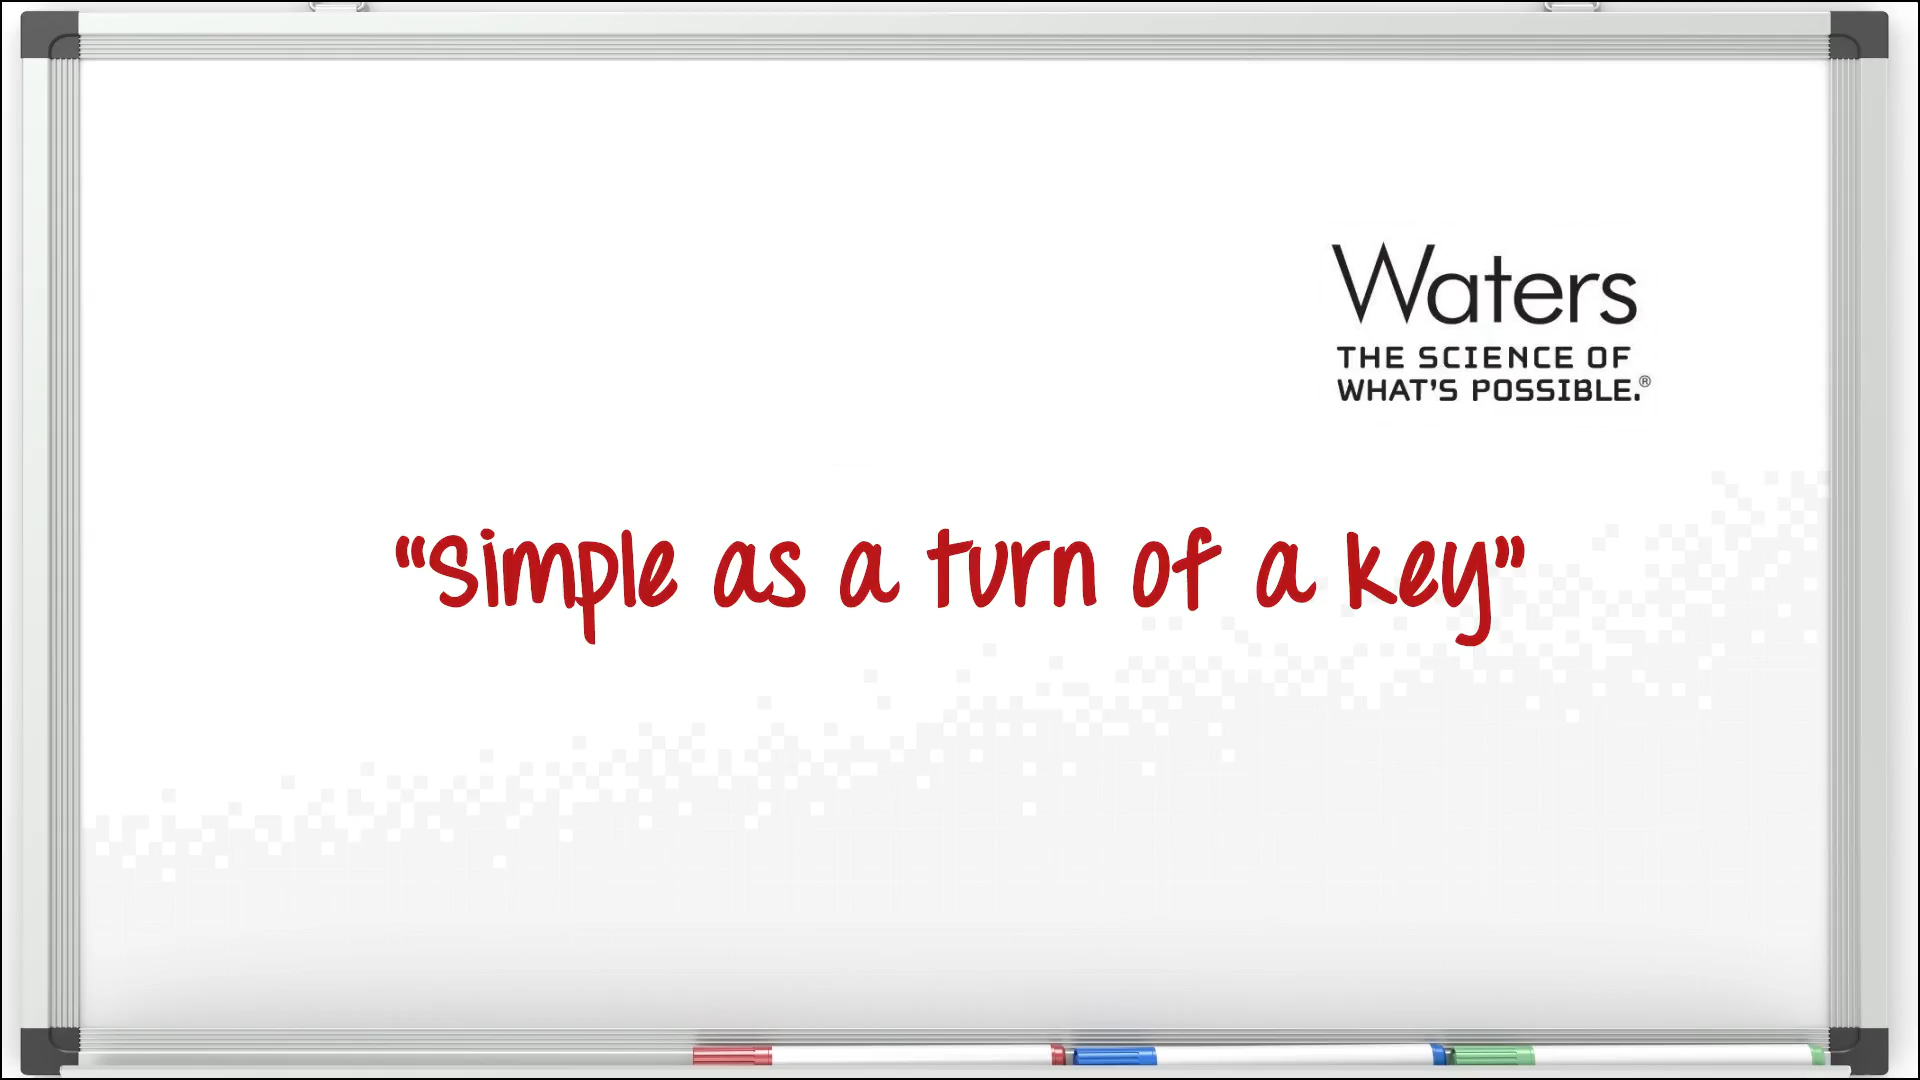 Waters
THE SCIENCE OF
WHAT'S POSSIBLE.®
"Simple as a turn of a key"